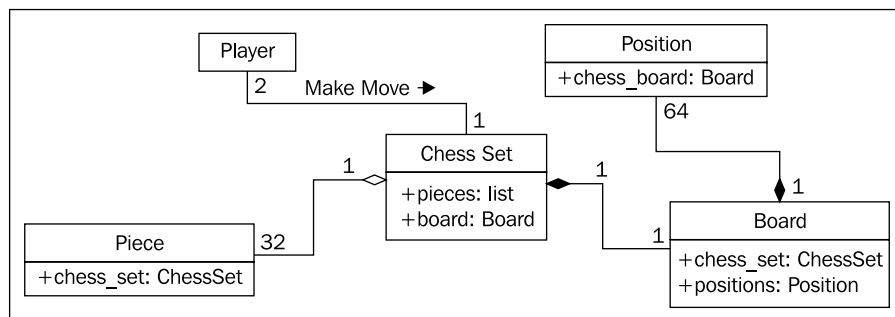 Player
2
Make Move
1
Position
+chess_board: Board
64
Chess Set
+pieces: list
+board: Board
1
1
1
1
Piece
+chess_set: ChessSet
32
Board
+chess_set: ChessSet
+positions: Position